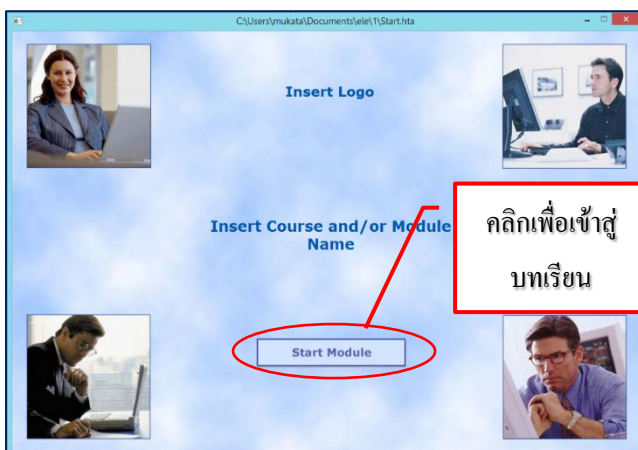 C:\Users\mukata\Documents\ele\1\Start.hta
Insert Logo
Insert Course and/or Module
Name
คลิกเพื่อเข้าสู่
บทเรียน
Start Module